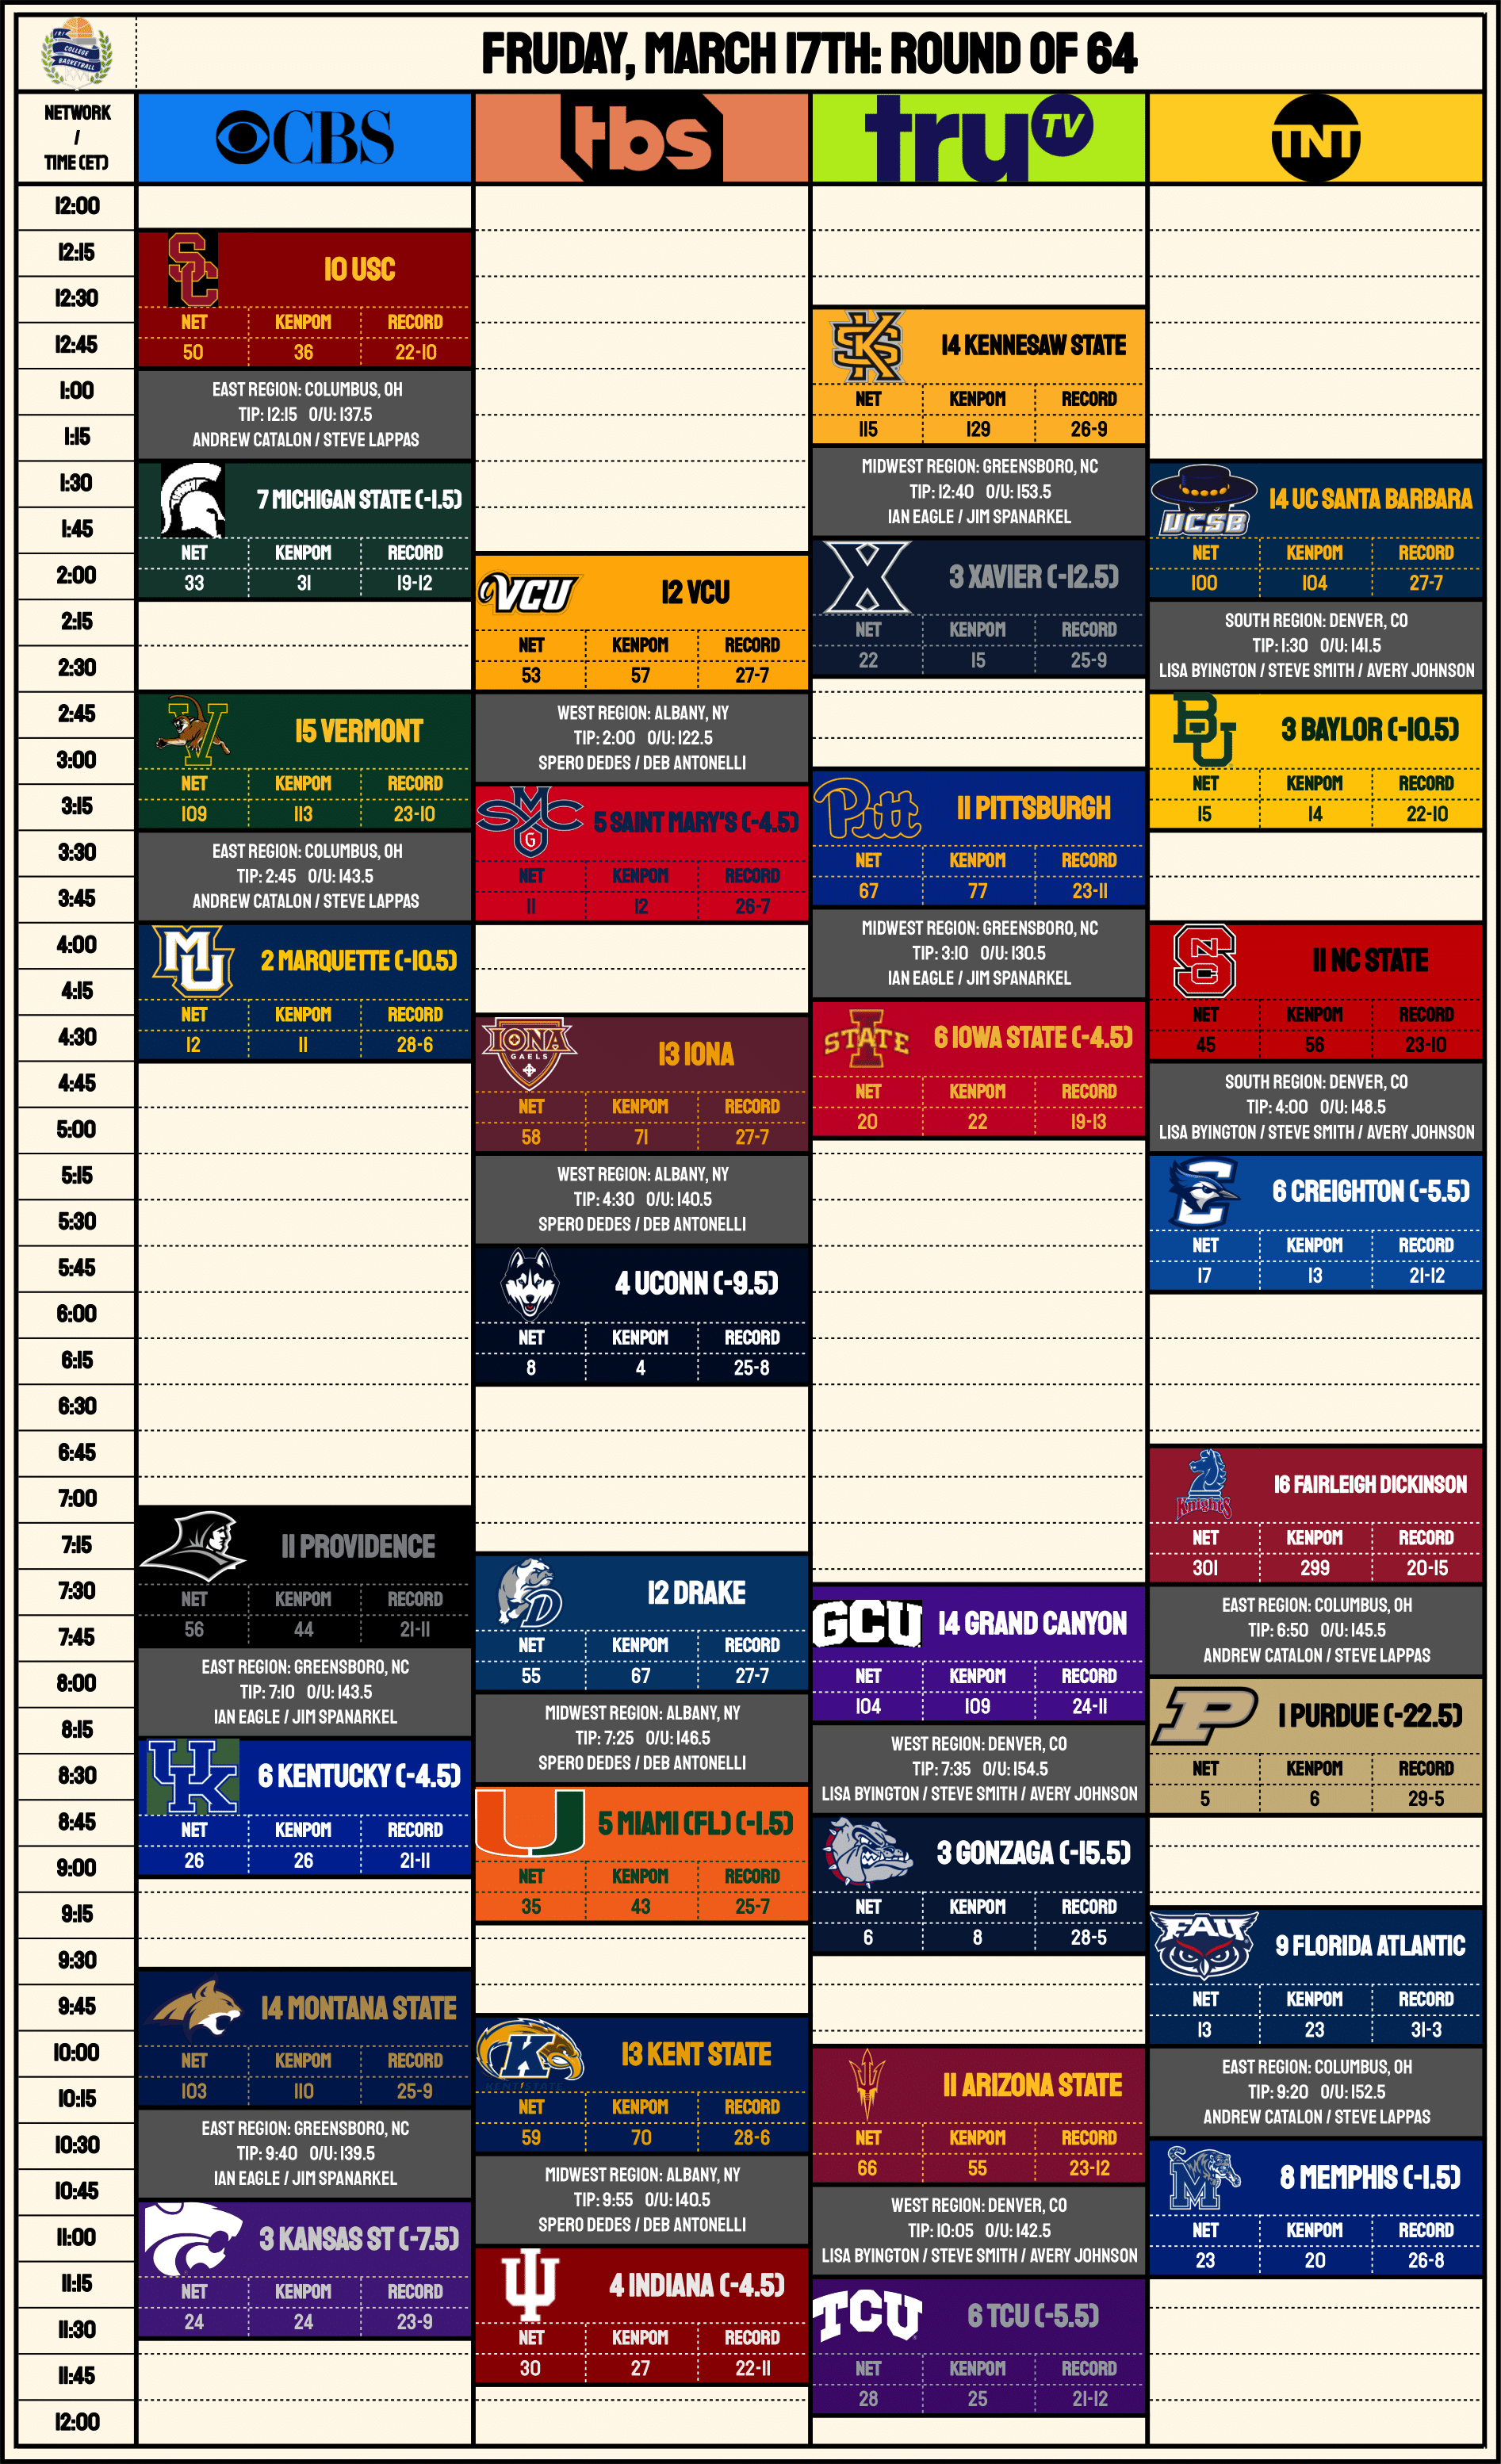 COLLEGE
BASKETBALL
FRUDAY, MARCH 17TH: ROUND OF 64
NETWORK
/
TIME (ET)
CBS
tbs
truTV
TNT
12:00
12:15
12:30
12:45
1:00
1:15
1:30
1:45
2:00
2:15
2:30
2:45
3:00
3:15
3:30
3:45
4:00
4:15
4:30
4:45
5:00
5:15
5:30
5:45
6:00
6:15
6:30
6:45
7:00
7:15
7:30
7:45
8:00
8:15
8:30
8:45
9:00
9:15
9:30
9:45
10:00
10:15
10:30
10:45
11:00
11:15
11:30
11:45
12:00
SC
10 USC
NET KENPOM RECORD
50 36 22-10
EAST REGION: COLUMBUS, OH
TIP: 12:15 O/U: 137.5
ANDREW CATALON / STEVE LAPPAS
7 MICHIGAN STATE (-1.5)
NET KENPOM RECORD
33 31 19-12
V
15 VERMONT
NET KENPOM RECORD
109 113 23-10
EAST REGION: COLUMBUS, OH
TIP: 2:45 O/U: 143.5
ANDREW CATALON / STEVE LAPPAS
MU
2 MARQUETTE (-10.5)
NET KENPOM RECORD
12 11 28-6
11 PROVIDENCE
NET KENPOM RECORD
56 44 21-11
EAST REGION: GREENSBORO, NC
TIP: 7:10 O/U: 143.5
IAN EAGLE / JIM SPANARKEL
UK
6 KENTUCKY (-4.5)
NET KENPOM RECORD
26 26 21-11
14 MONTANA STATE
NET KENPOM RECORD
103 110 25-9
EAST REGION: GREENSBORO, NC
TIP: 9:40 O/U: 139.5
IAN EAGLE / JIM SPANARKEL
3 KANSAS ST (-7.5)
NET KENPOM RECORD
24 24 23-9
VCU
12 VCU
NET KENPOM RECORD
53 57 27-7
WEST REGION: ALBANY, NY
TIP: 2:00 O/U: 122.5
SPERO DEDES / DEB ANTONELLI
SMC
G
5 SAINT MARY'S (-4.5)
NET KENPOM RECORD
11 12 26-7
IONA
GAELS
13 IONA
NET KENPOM RECORD
58 71 27-7
WEST REGION: ALBANY, NY
TIP: 4:30 O/U: 140.5
SPERO DEDES / DEB ANTONELLI
4 UCONN (-9.5)
NET KENPOM RECORD
8 4 25-8
D
12 DRAKE
NET KENPOM RECORD
55 67 27-7
MIDWEST REGION: ALBANY, NY
TIP: 7:25 O/U: 146.5
SPERO DEDES / DEB ANTONELLI
U
5 MIAMI (FL) (-1.5)
NET KENPOM RECORD
35 43 25-7
K
13 KENT STATE
NET KENPOM RECORD
59 70 28-6
MIDWEST REGION: ALBANY, NY
TIP: 9:55 O/U: 140.5
SPERO DEDES / DEB ANTONELLI
4 INDIANA (-4.5)
NET KENPOM RECORD
30 27 22-11
KS
14 KENNESAW STATE
NET KENPOM RECORD
115 129 26-9
MIDWEST REGION: GREENSBORO, NC
TIP: 12:40 O/U: 153.5
IAN EAGLE / JIM SPANARKEL
X
3 XAVIER (-12.5)
NET KENPOM RECORD
22 15 25-9
Pitt
11 PITTSBURGH
NET KENPOM RECORD
67 77 23-11
MIDWEST REGION: GREENSBORO, NC
TIP: 3:10 O/U: 130.5
IAN EAGLE / JIM SPANARKEL
I STATE
6 IOWA STATE (-4.5)
NET KENPOM RECORD
20 22 19-13
GCU
14 GRAND CANYON
NET KENPOM RECORD
104 109 24-11
WEST REGION: DENVER, CO
TIP: 7:35 O/U: 154.5
LISA BYINGTON / STEVE SMITH / AVERY JOHNSON
3 GONZAGA (-15.5)
NET KENPOM RECORD
6 8 28-5
11 ARIZONA STATE
NET KENPOM RECORD
66 55 23-12
WEST REGION: DENVER, CO
TIP: 10:05 O/U: 142.5
LISA BYINGTON / STEVE SMITH / AVERY JOHNSON
TCU
6 TCU (-5.5)
NET KENPOM RECORD
28 25 21-12
UCSB
14 UC SANTA BARBARA
NET KENPOM RECORD
100 104 27-7
SOUTH REGION: DENVER, CO
TIP: 1:30 O/U: 141.5
LISA BYINGTON / STEVE SMITH / AVERY JOHNSON
BU
3 BAYLOR (-10.5)
NET KENPOM RECORD
15 14 22-10
NCS
11 NC STATE
NET KENPOM RECORD
45 56 23-10
SOUTH REGION: DENVER, CO
TIP: 4:00 O/U: 148.5
LISA BYINGTON / STEVE SMITH / AVERY JOHNSON
6 CREIGHTON (-5.5)
NET KENPOM RECORD
17 13 21-12
Knights
16 FAIRLEIGH DICKINSON
NET KENPOM RECORD
301 299 20-15
EAST REGION: COLUMBUS, OH
TIP: 6:50 O/U: 145.5
ANDREW CATALON / STEVE LAPPAS
P
1 PURDUE (-22.5)
NET KENPOM RECORD
5 6 29-5
FAU
9 FLORIDA ATLANTIC
NET KENPOM RECORD
13 23 31-3
EAST REGION: COLUMBUS, OH
TIP: 9:20 O/U: 152.5
ANDREW CATALON / STEVE LAPPAS
M
8 MEMPHIS (-1.5)
NET KENPOM RECORD
23 20 26-8